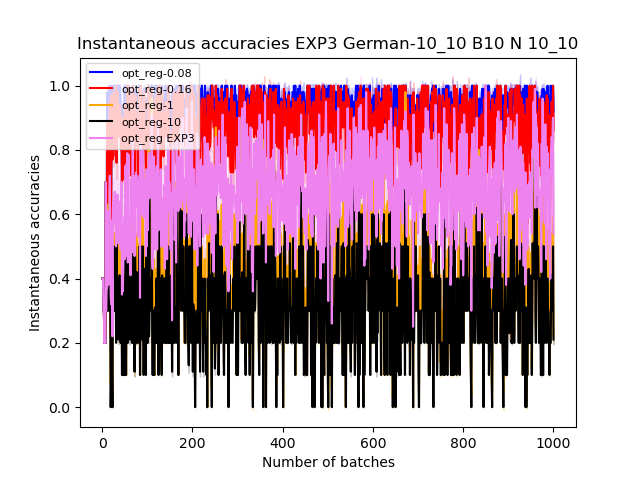 Instantaneous accuracies EXP3 German-10_10 B10 N 10_10
opt_reg-0.08
opt_reg-0.16
opt_reg-1
opt_reg-10
opt_reg EXP3
1.0
0.8
0.6
0.4
0.2
0.0
Instantaneous accuracies
0 200 400 600 800 1000
Number of batches